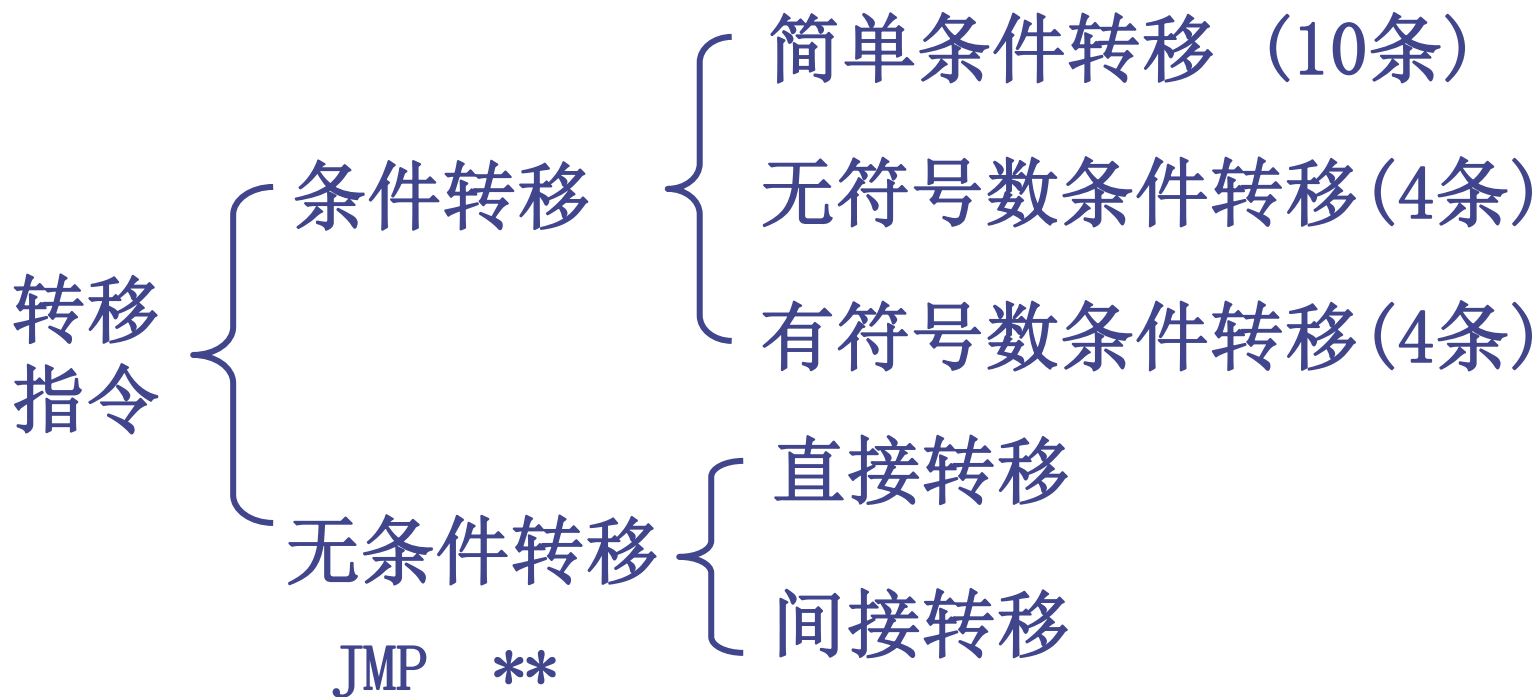 简单条件转移 (10条)
条件转移
无符号数条件转移(4条)
有符号数条件转移(4条)
转移
指令
直接转移
无条件转移
间接转移
JMP **